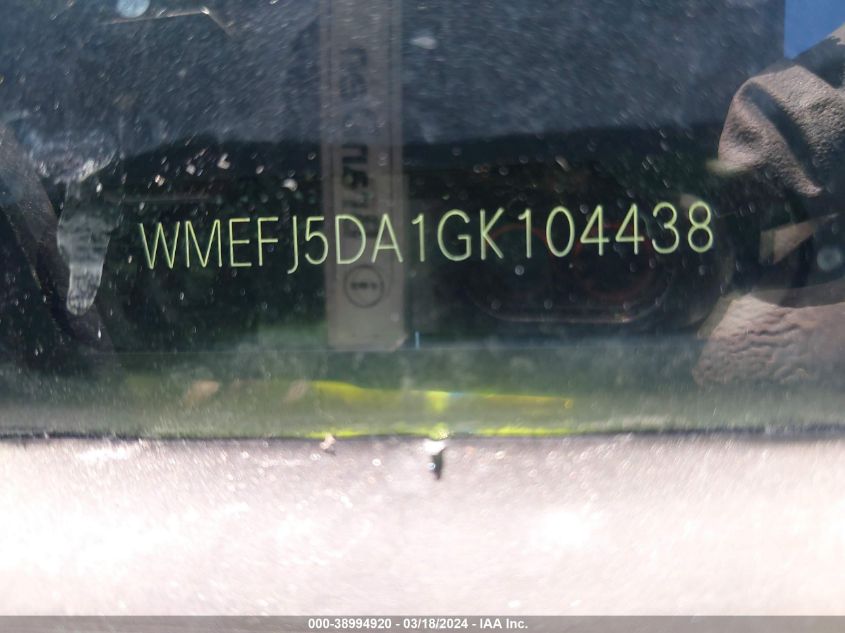 WMEFJ5DA1GK104438
000-38994920 - 03/18/2024 - IAA Inc.